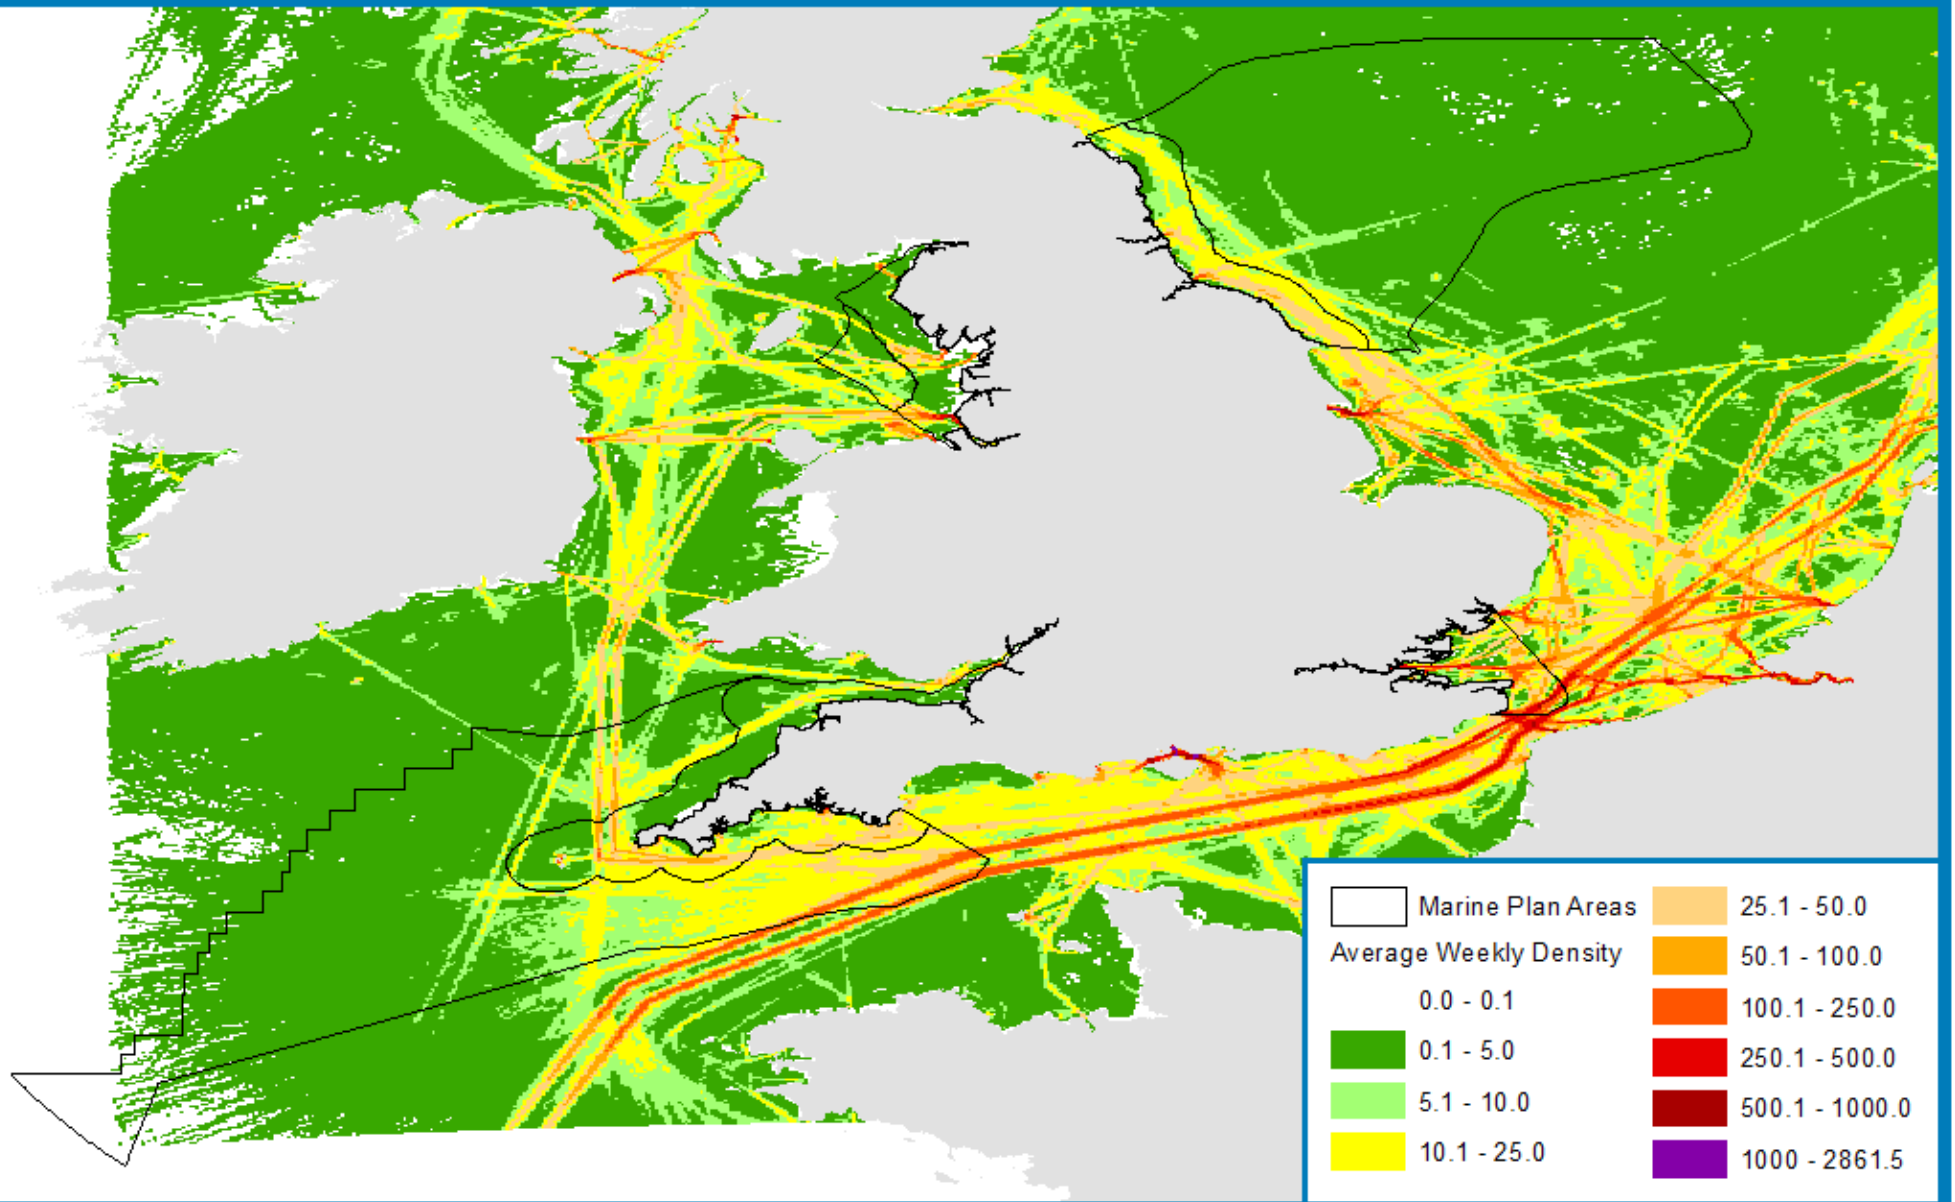 Marine Plan Areas
Average Weekly Density
0.0 - 0.1
0.1 - 5.0
5.1 - 10.0
10.1 - 25.0
25.1 - 50.0
50.1 - 100.0
100.1 - 250.0
250.1 - 500.0
500.1 - 1000.0
1000 - 2861.5